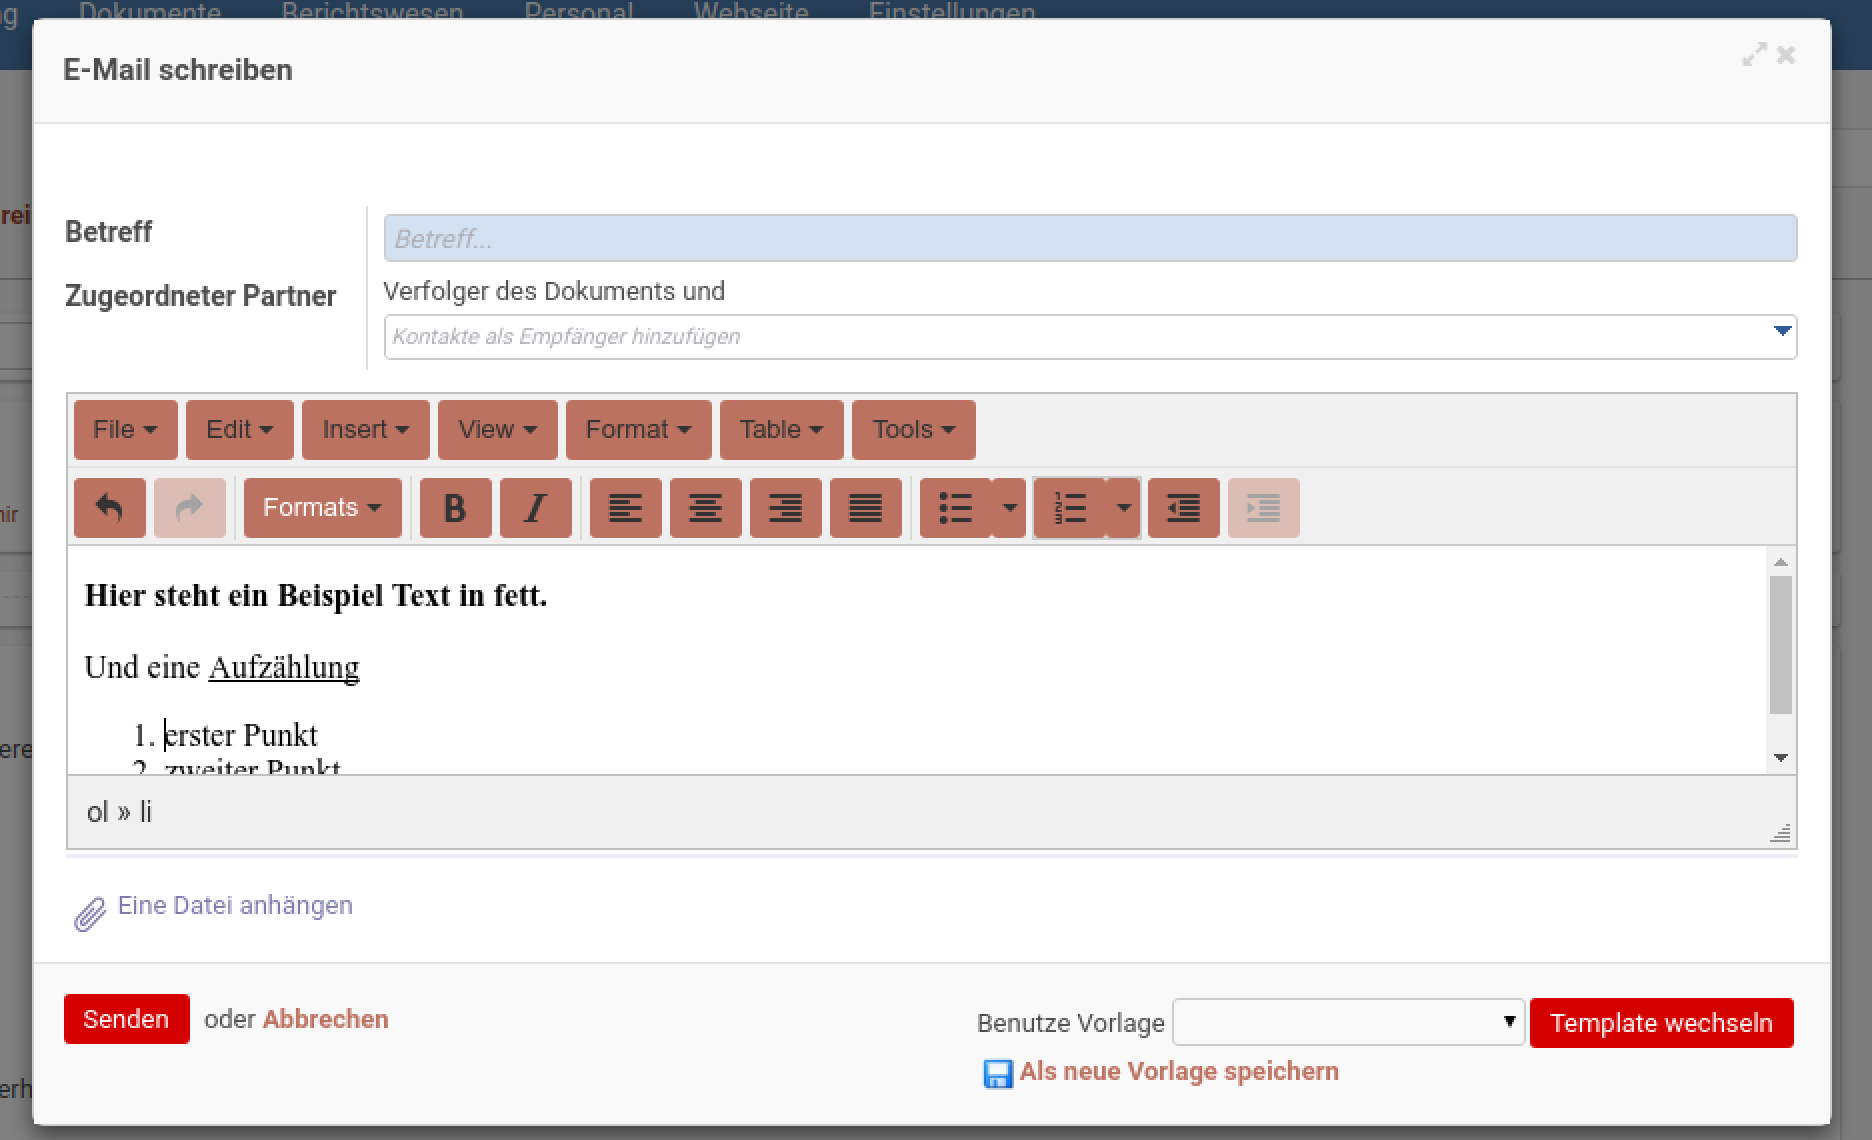 Dokumente Berichtswesen Personal Webseite Einstellungen
E-Mail schreiben
Betreff
Betreff...
Zugeordneter Partner
Verfolger des Dokuments und
Kontakte als Empfänger hinzufügen
File Edit Insert View Format Table Tools
Formats B I
Hier steht ein Beispiel Text in fett.
Und eine Aufzählung
1. erster Punkt
2. zweiter Punkt
ol » li
Eine Datei anhängen
Senden oder Abbrechen
Benutze Vorlage Template wechseln
Als neue Vorlage speichern